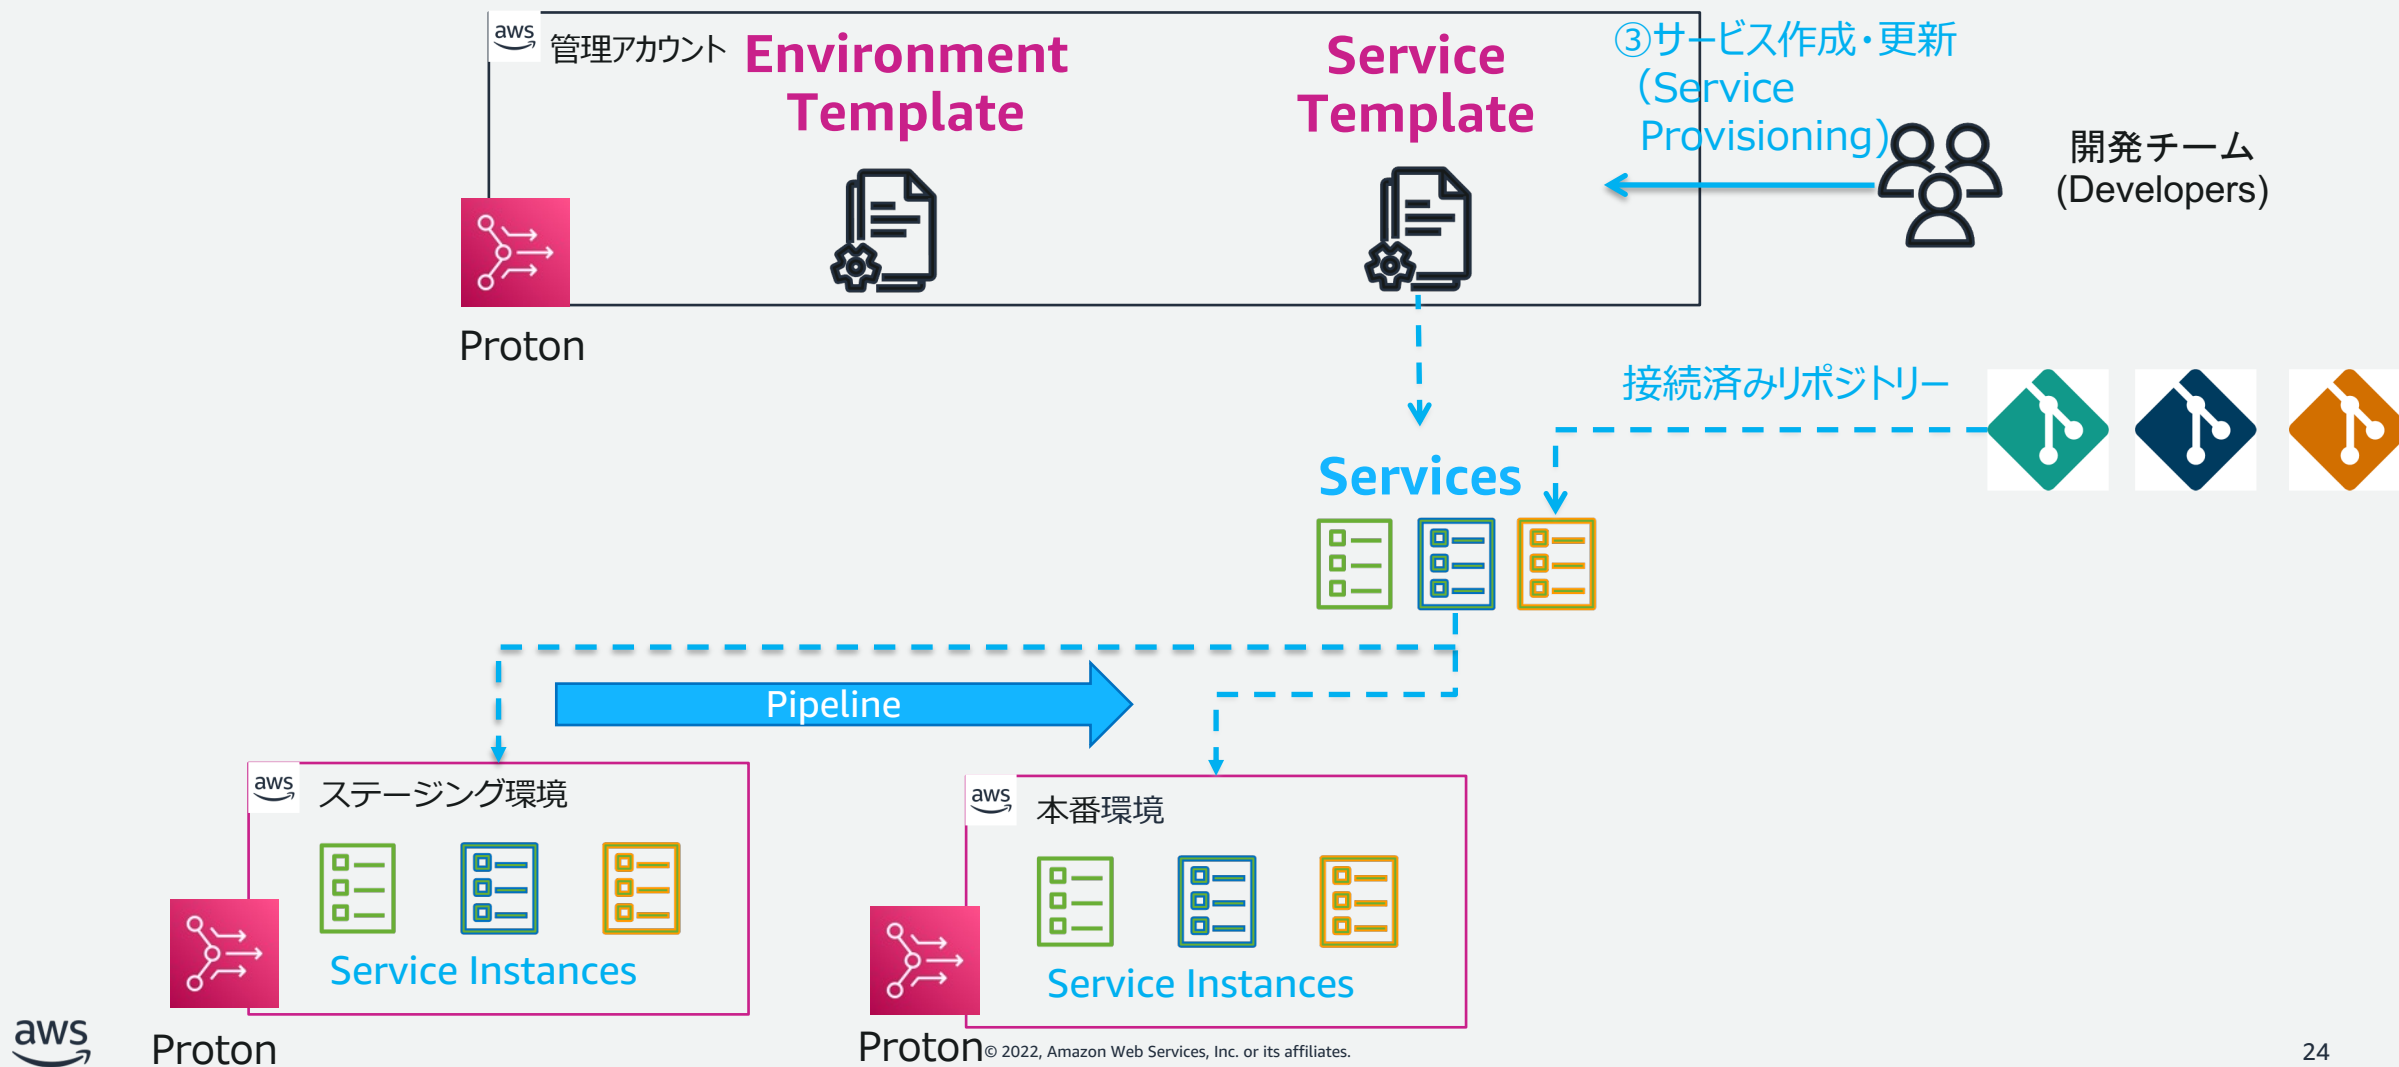 aws
管理アカウント
Environment
Template
Service
Template
③サービス作成・更新
(Service
Provisioning)
開発チーム
(Developers)
Proton
接続済みリポジトリー
Services
Pipeline
aws
ステージング環境
Service Instances
Proton
aws
本番環境
Service Instances
Proton
aws
© 2022, Amazon Web Services, Inc. or its affiliates.
24